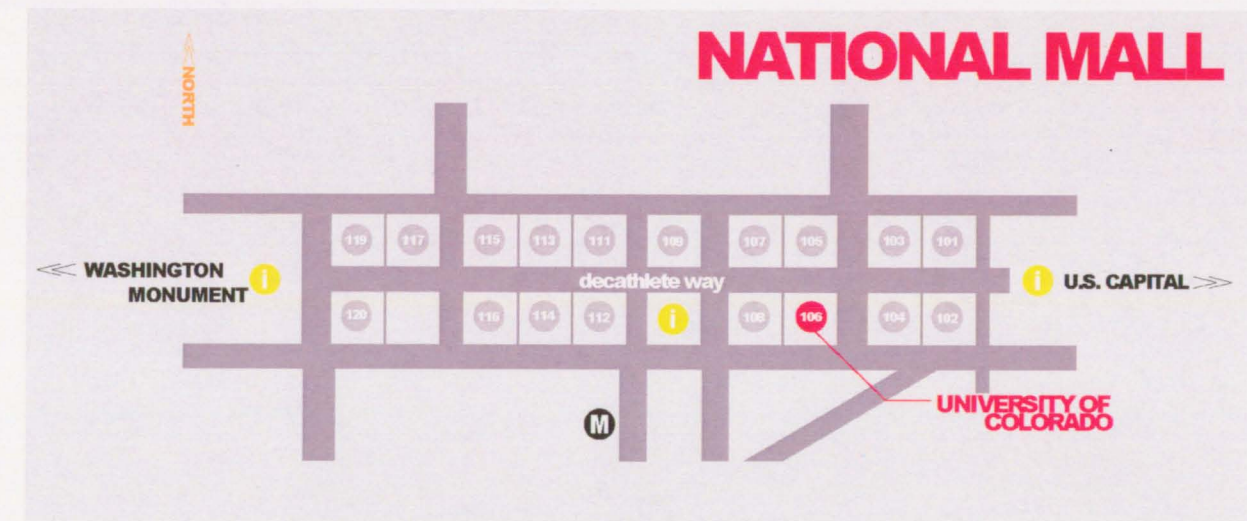 NATIONAL MALL
<< NORTH
119 117 115 113 111 109 107 105 103 101
<< WASHINGTON
MONUMENT
i
decathlete way
i
U.S. CAPITAL >>
120 116 114 112 i 108 106 104 102
UNIVERSITY OF
COLORADO
M